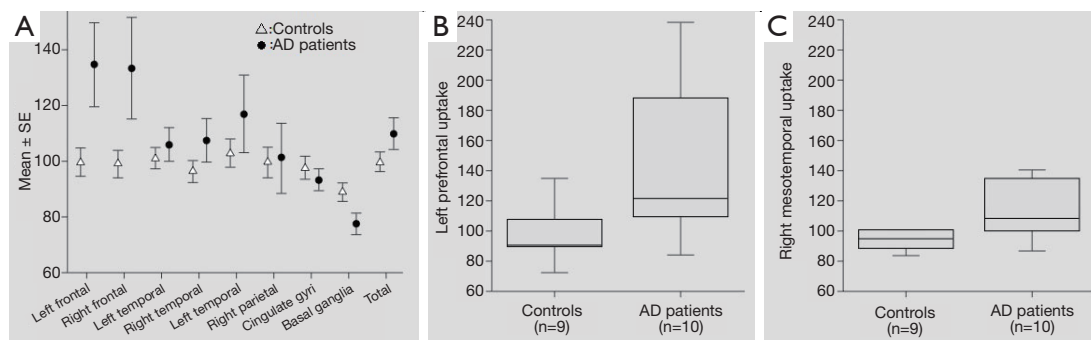 A
△:Controls
●:AD patients
Mean ± SE
140
120
100
80
60
Left frontal
Right frontal
Left temporal
Right temporal
Left temporal
Right parietal
Cingulate gyri
Basal ganglia
Total
B
Left prefrontal uptake
240
220
200
180
160
140
120
100
80
60
Controls
(n=9)
AD patients
(n=10)
C
Right mesotemporal uptake
240
220
200
180
160
140
120
100
80
60
Controls
(n=9)
AD patients
(n=10)